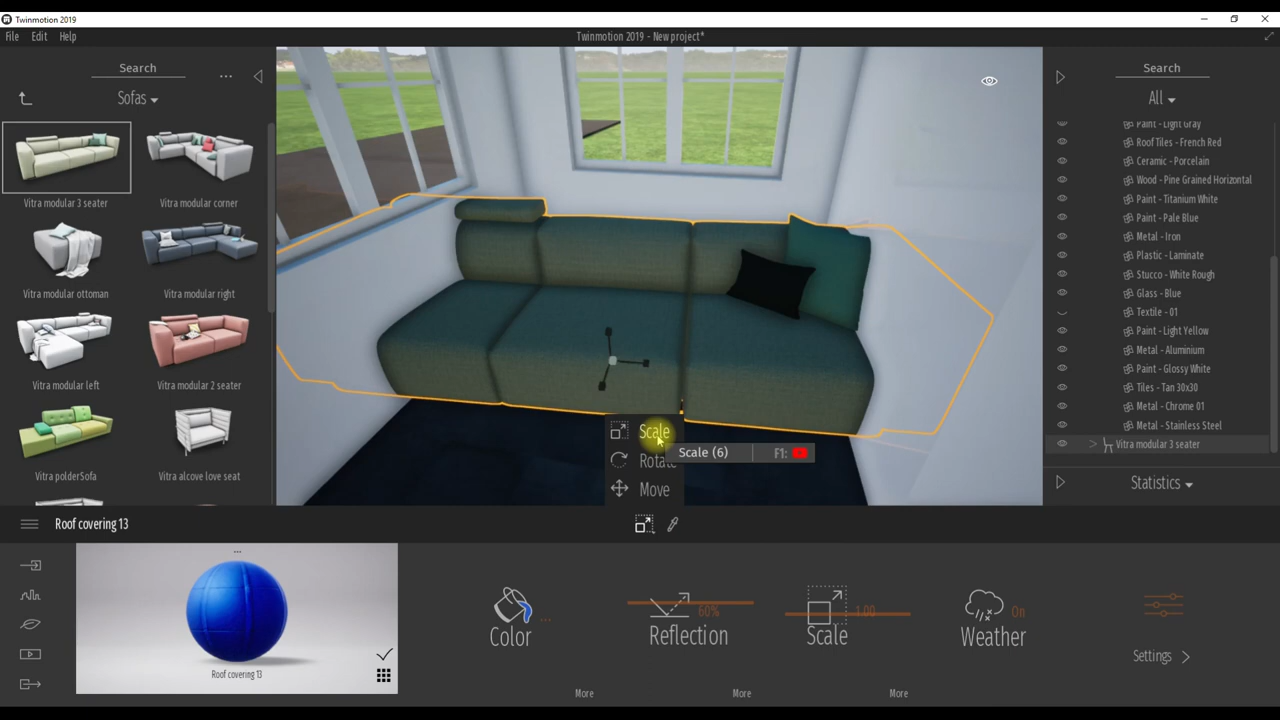 Twinmotion 2019
File Edit Help
Twinmotion 2019 - New project*
Search
...
Sofas
Vitra modular 3 seater
Vitra modular corner
Vitra modular ottoman
Vitra modular right
Vitra modular left
Vitra modular 2 seater
Vitra polderSofa
Vitra alcove love seat
Search
All
Paint - Light Gray
Roof Tiles - French Red
Ceramic - Porcelain
Wood - Pine Grained Horizontal
Paint - Titanium White
Paint - Pale Blue
Metal - Iron
Plastic - Laminate
Stucco - White Rough
Glass - Blue
Textile - 01
Paint - Light Yellow
Metal - Aluminium
Paint - Glossy White
Tiles - Tan 30x30
Metal - Chrome 01
Metal - Stainless Steel
Vitra modular 3 seater
Statistics
Scale
Scale (6) F1:
Rotate
Move
Roof covering 13
...
Roof covering 13
Color ...
Reflection 60%
Scale 1.00
Weather On
Settings
More
More
More